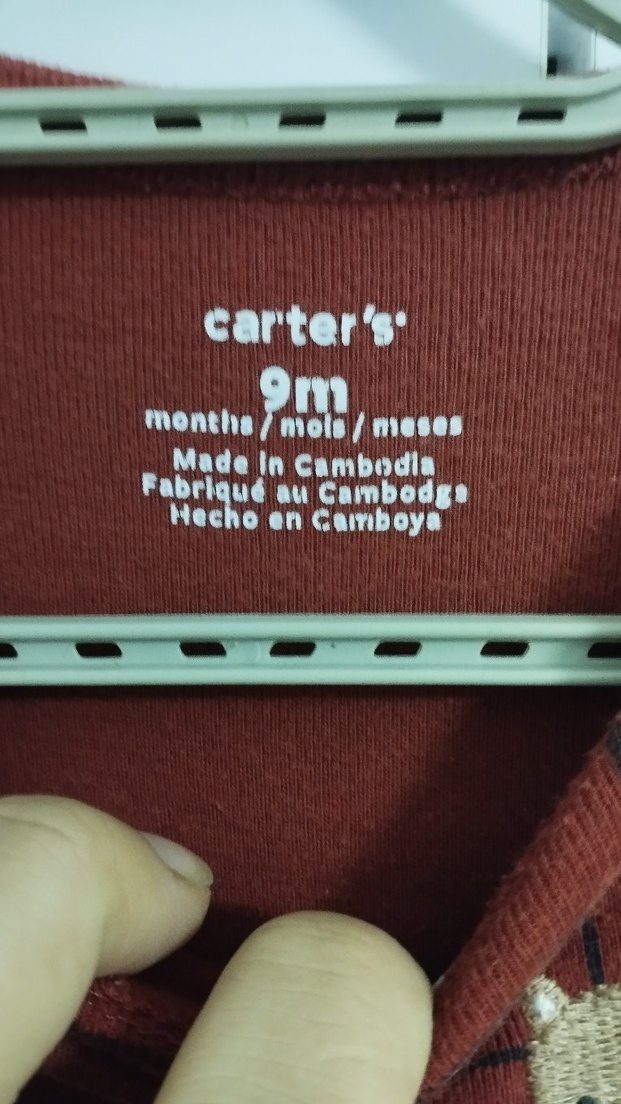 carter's
9m
months / mois / meses
Made in Cambodia
Fabriqué au Cambodge
Hecho en Camboya